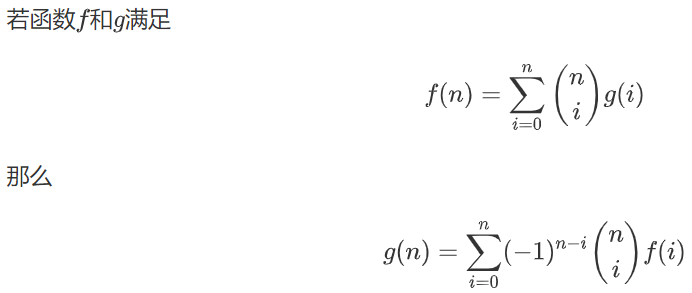 若函数f和g满足
f(n) = \sum_{i=0}^{n} \binom{n}{i} g(i)
那么
g(n) = \sum_{i=0}^{n} (-1)^{n-i} \binom{n}{i} f(i)